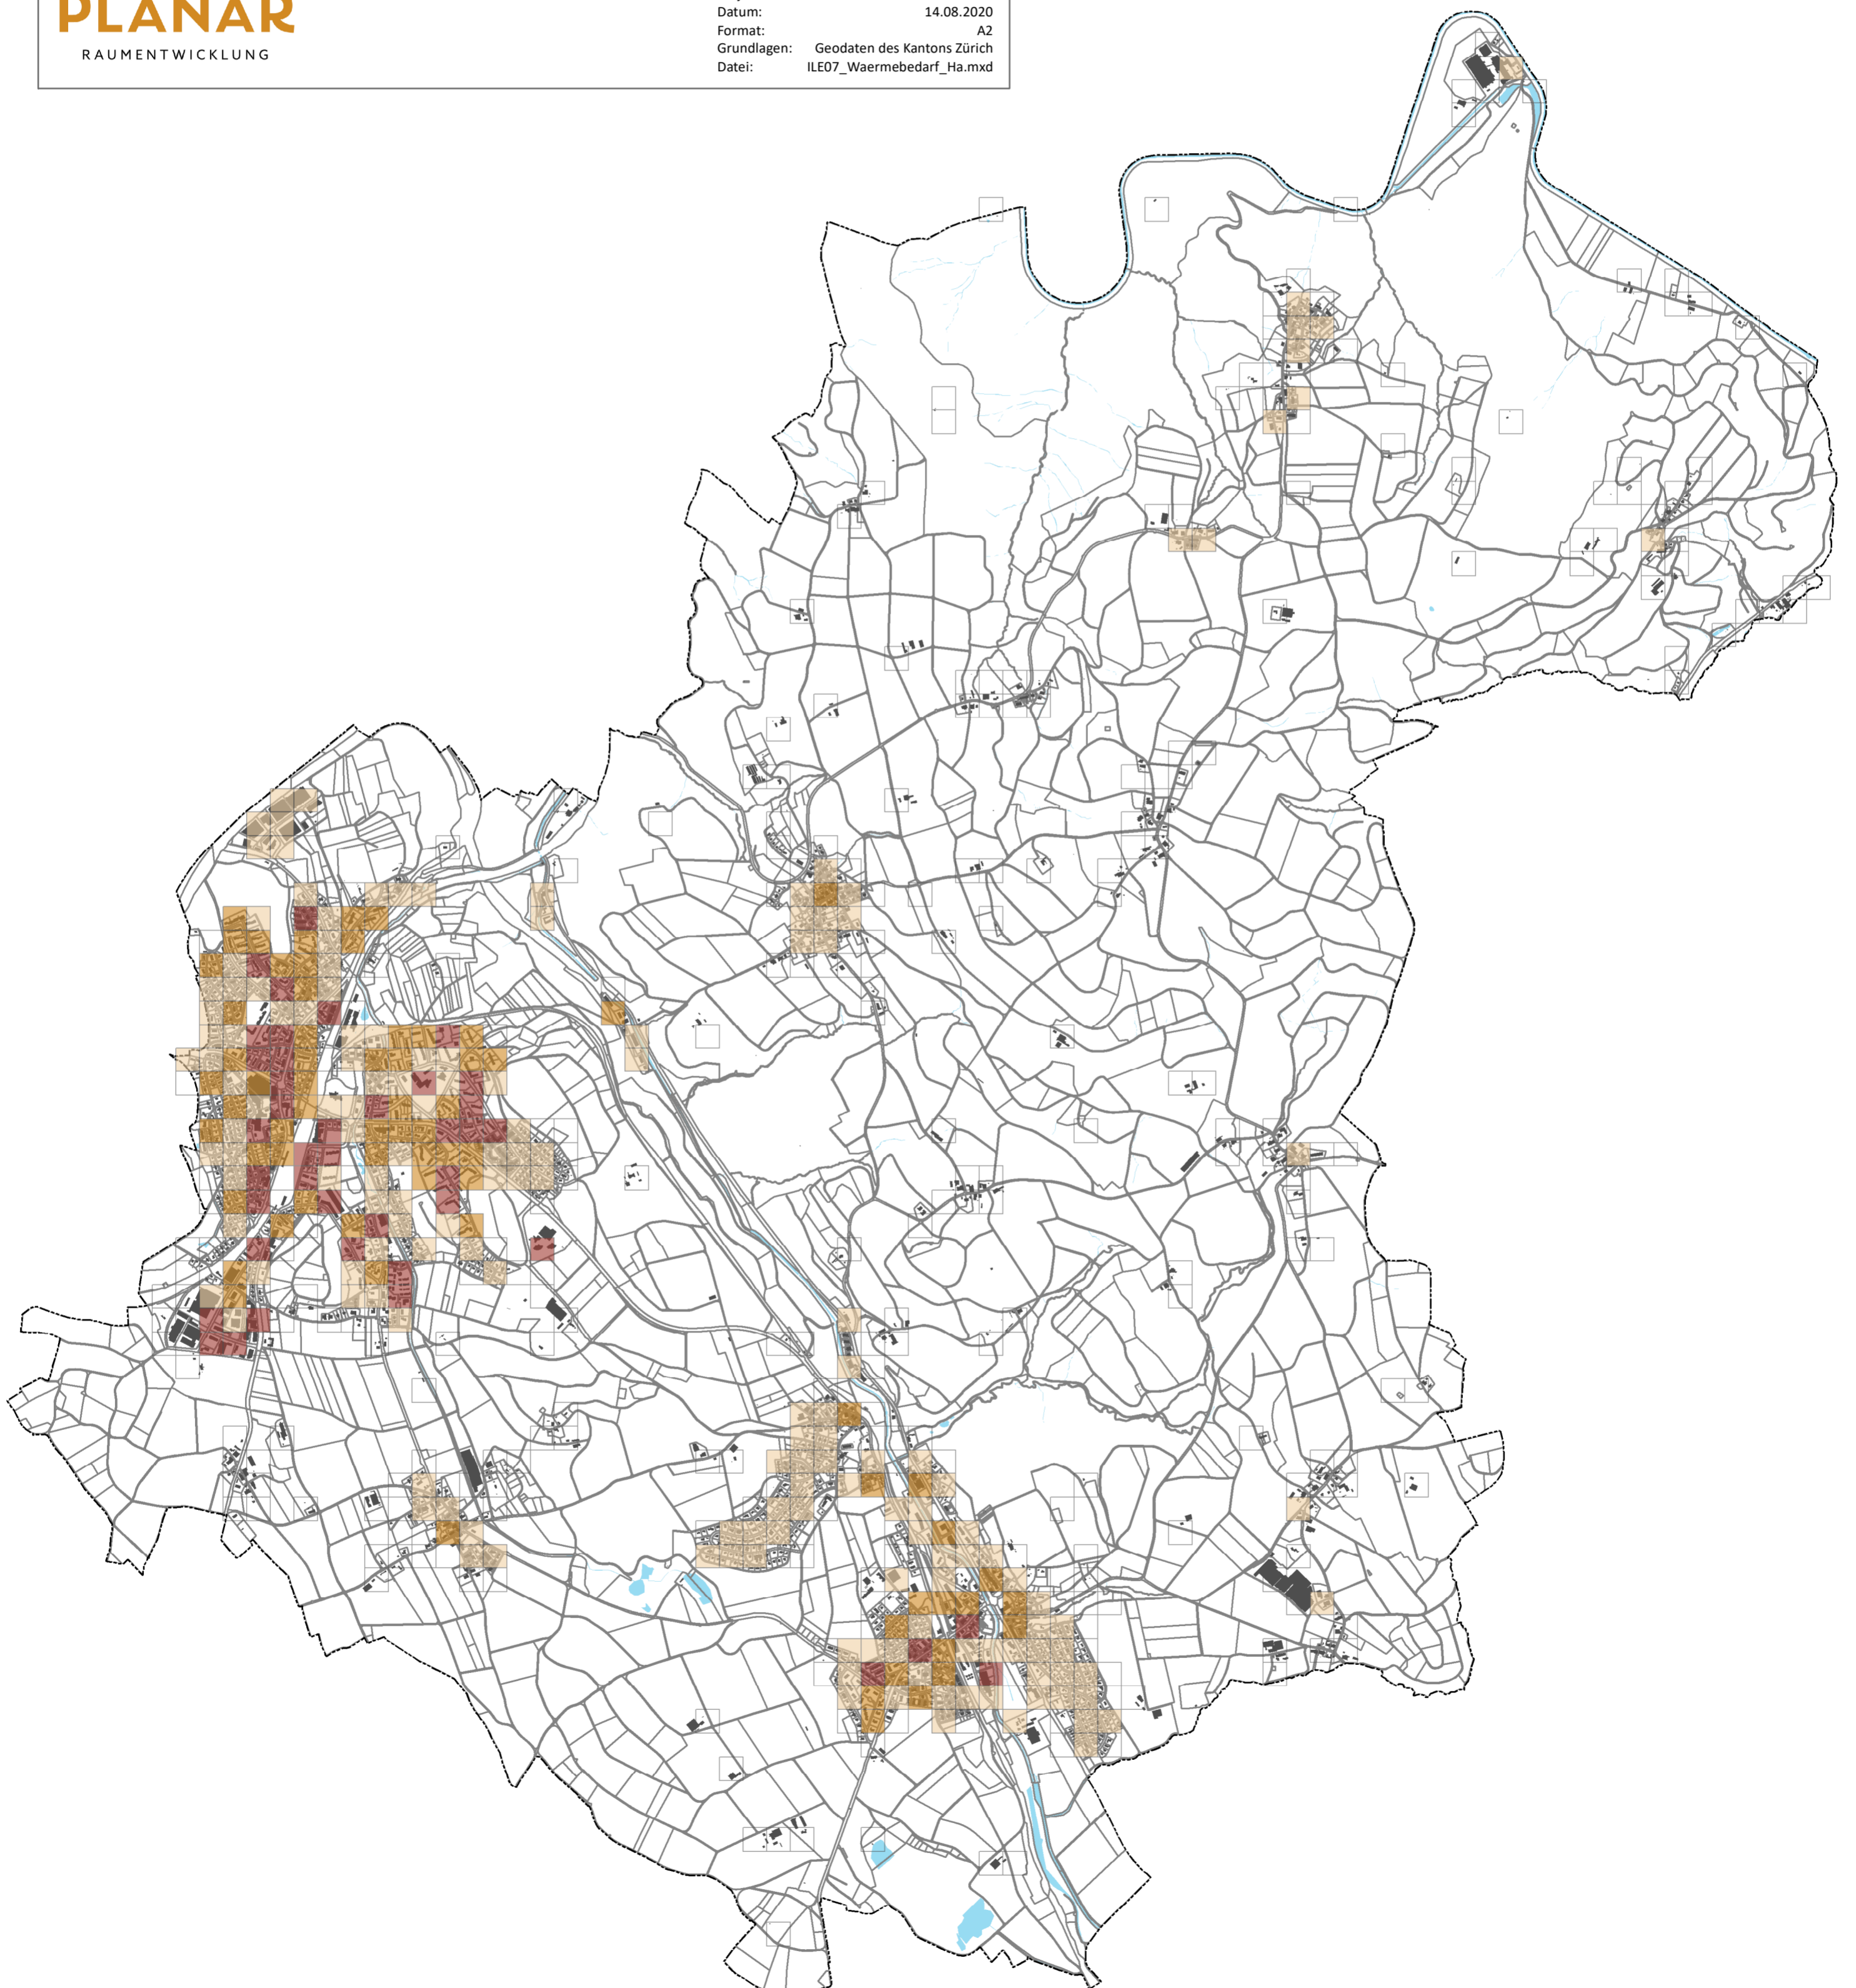 PLANAR
RAUMENTWICKLUNG
Datum: 14.08.2020
Format: A2
Grundlagen: Geodaten des Kantons Zürich
Datei: ILE07_Waermebedarf_Ha.mxd